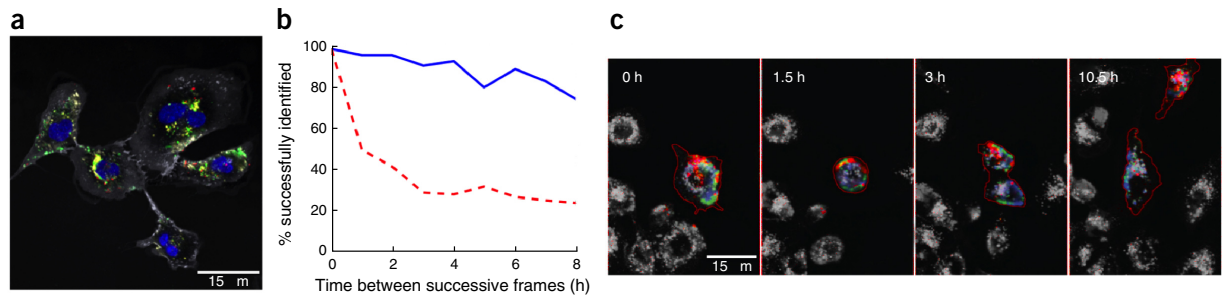 a
b
c
100
80
60
40
20
0
% successfully identified
0 2 4 6 8
Time between successive frames (h)
15 m
0 h
1.5 h
3 h
10.5 h
15 m